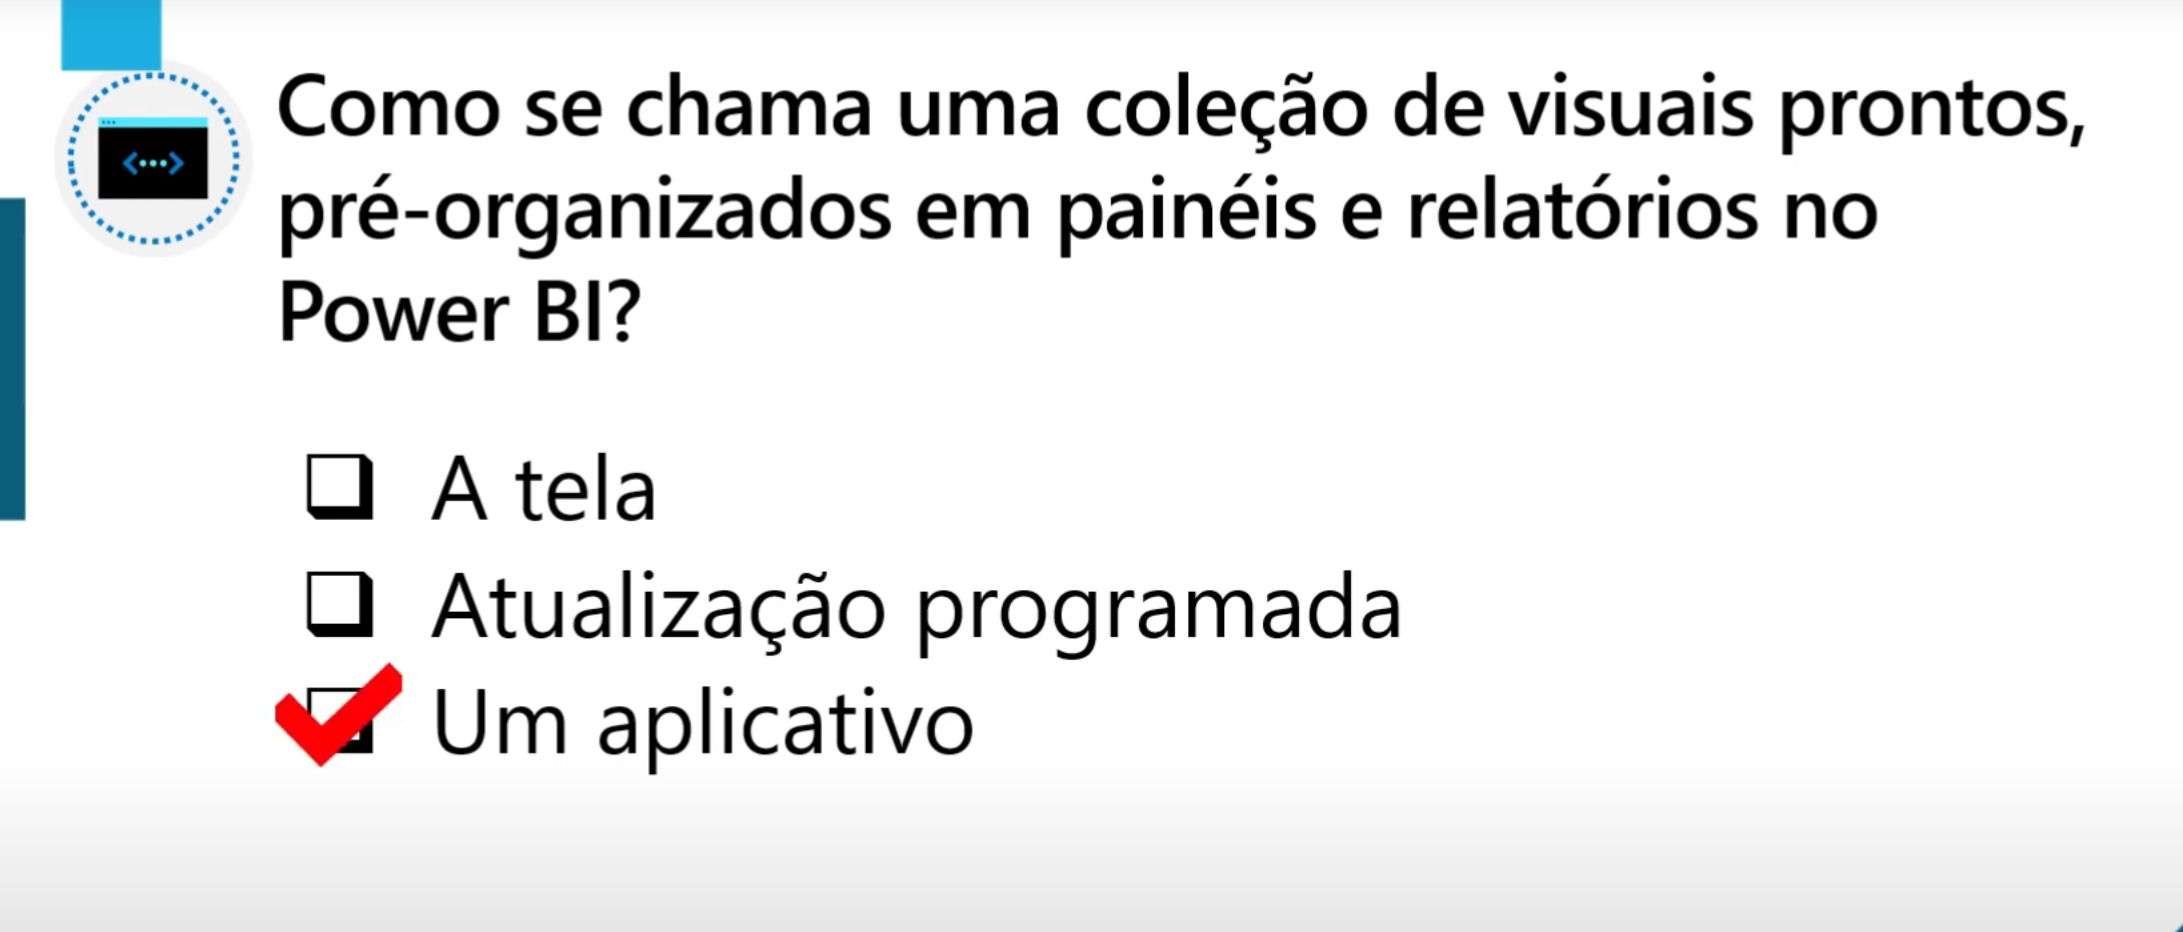 Como se chama uma coleção de visuais prontos,
pré-organizados em painéis e relatórios no
Power BI?
A tela
Atualização programada
Um aplicativo